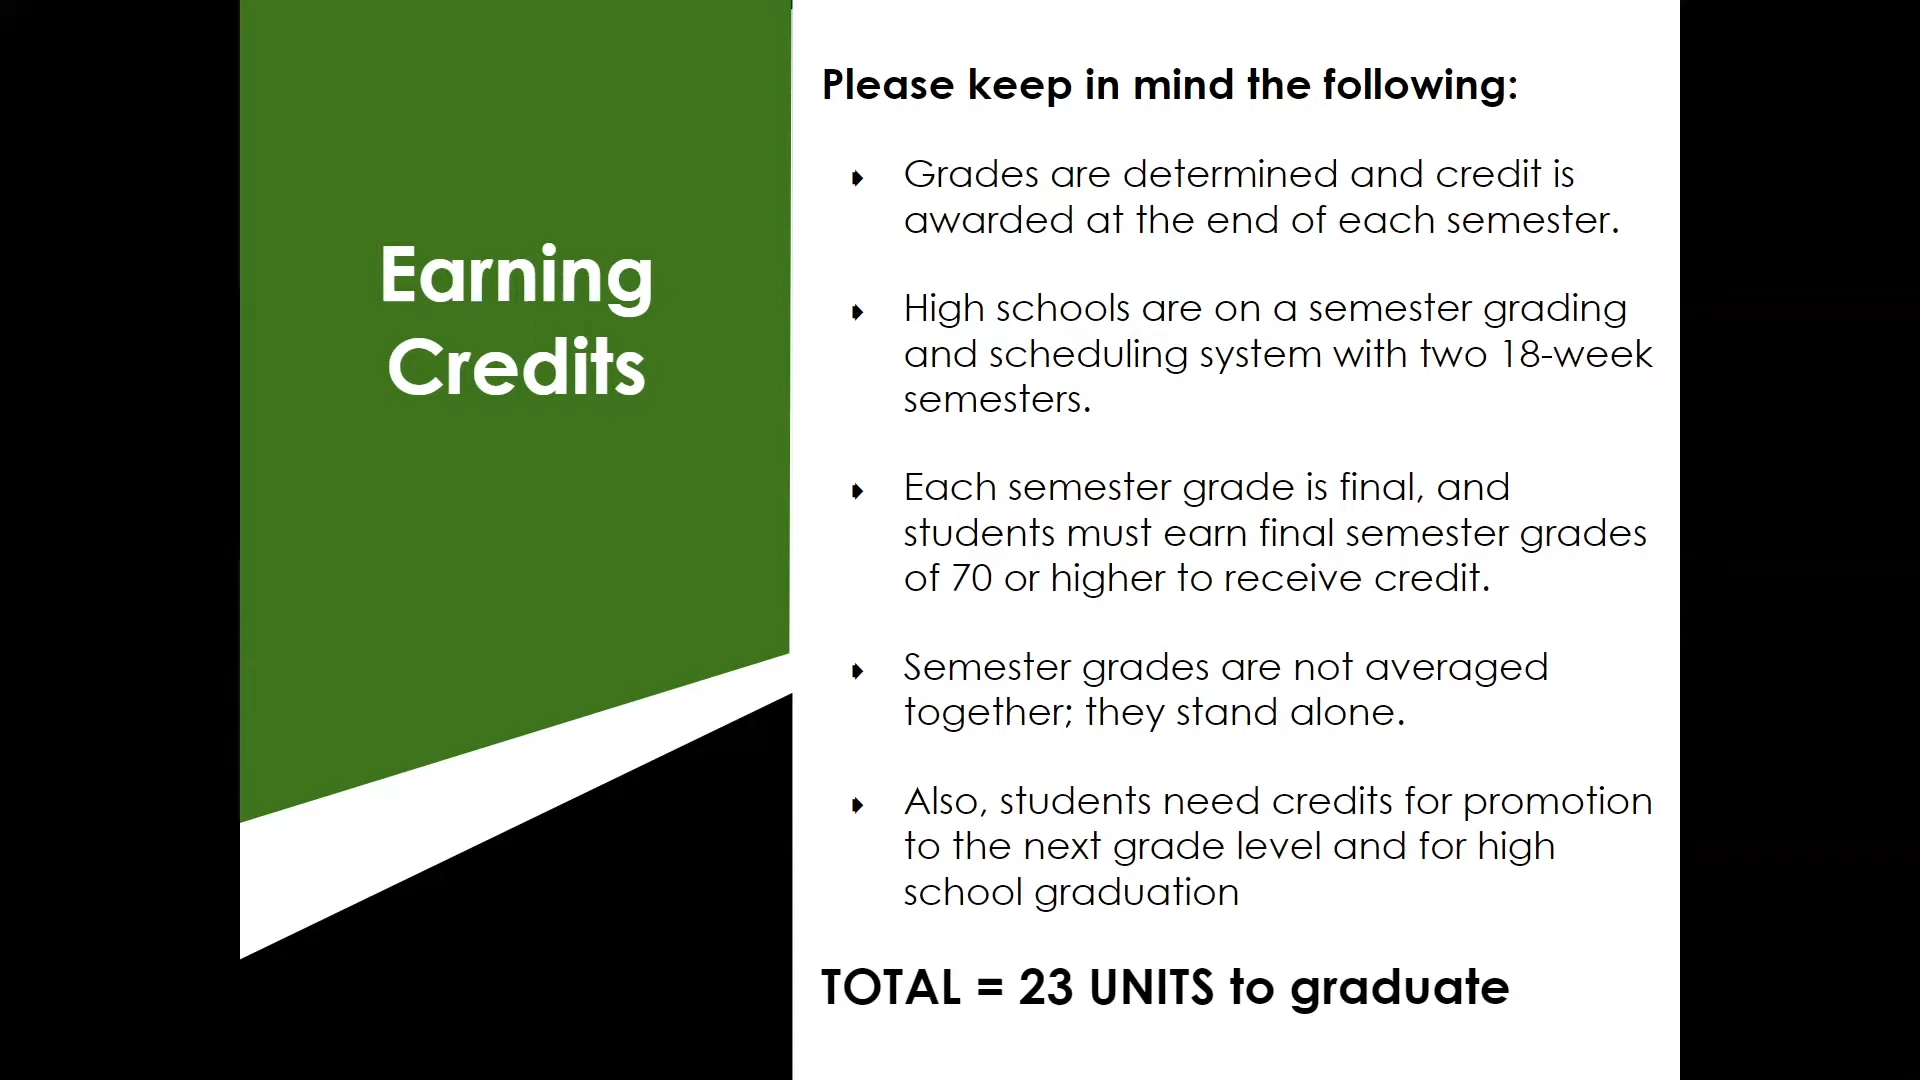 Earning
Credits
Please keep in mind the following:
Grades are determined and credit is
awarded at the end of each semester.
High schools are on a semester grading
and scheduling system with two 18-week
semesters.
Each semester grade is final, and
students must earn final semester grades
of 70 or higher to receive credit.
Semester grades are not averaged
together; they stand alone.
Also, students need credits for promotion
to the next grade level and for high
school graduation
TOTAL = 23 UNITS to graduate